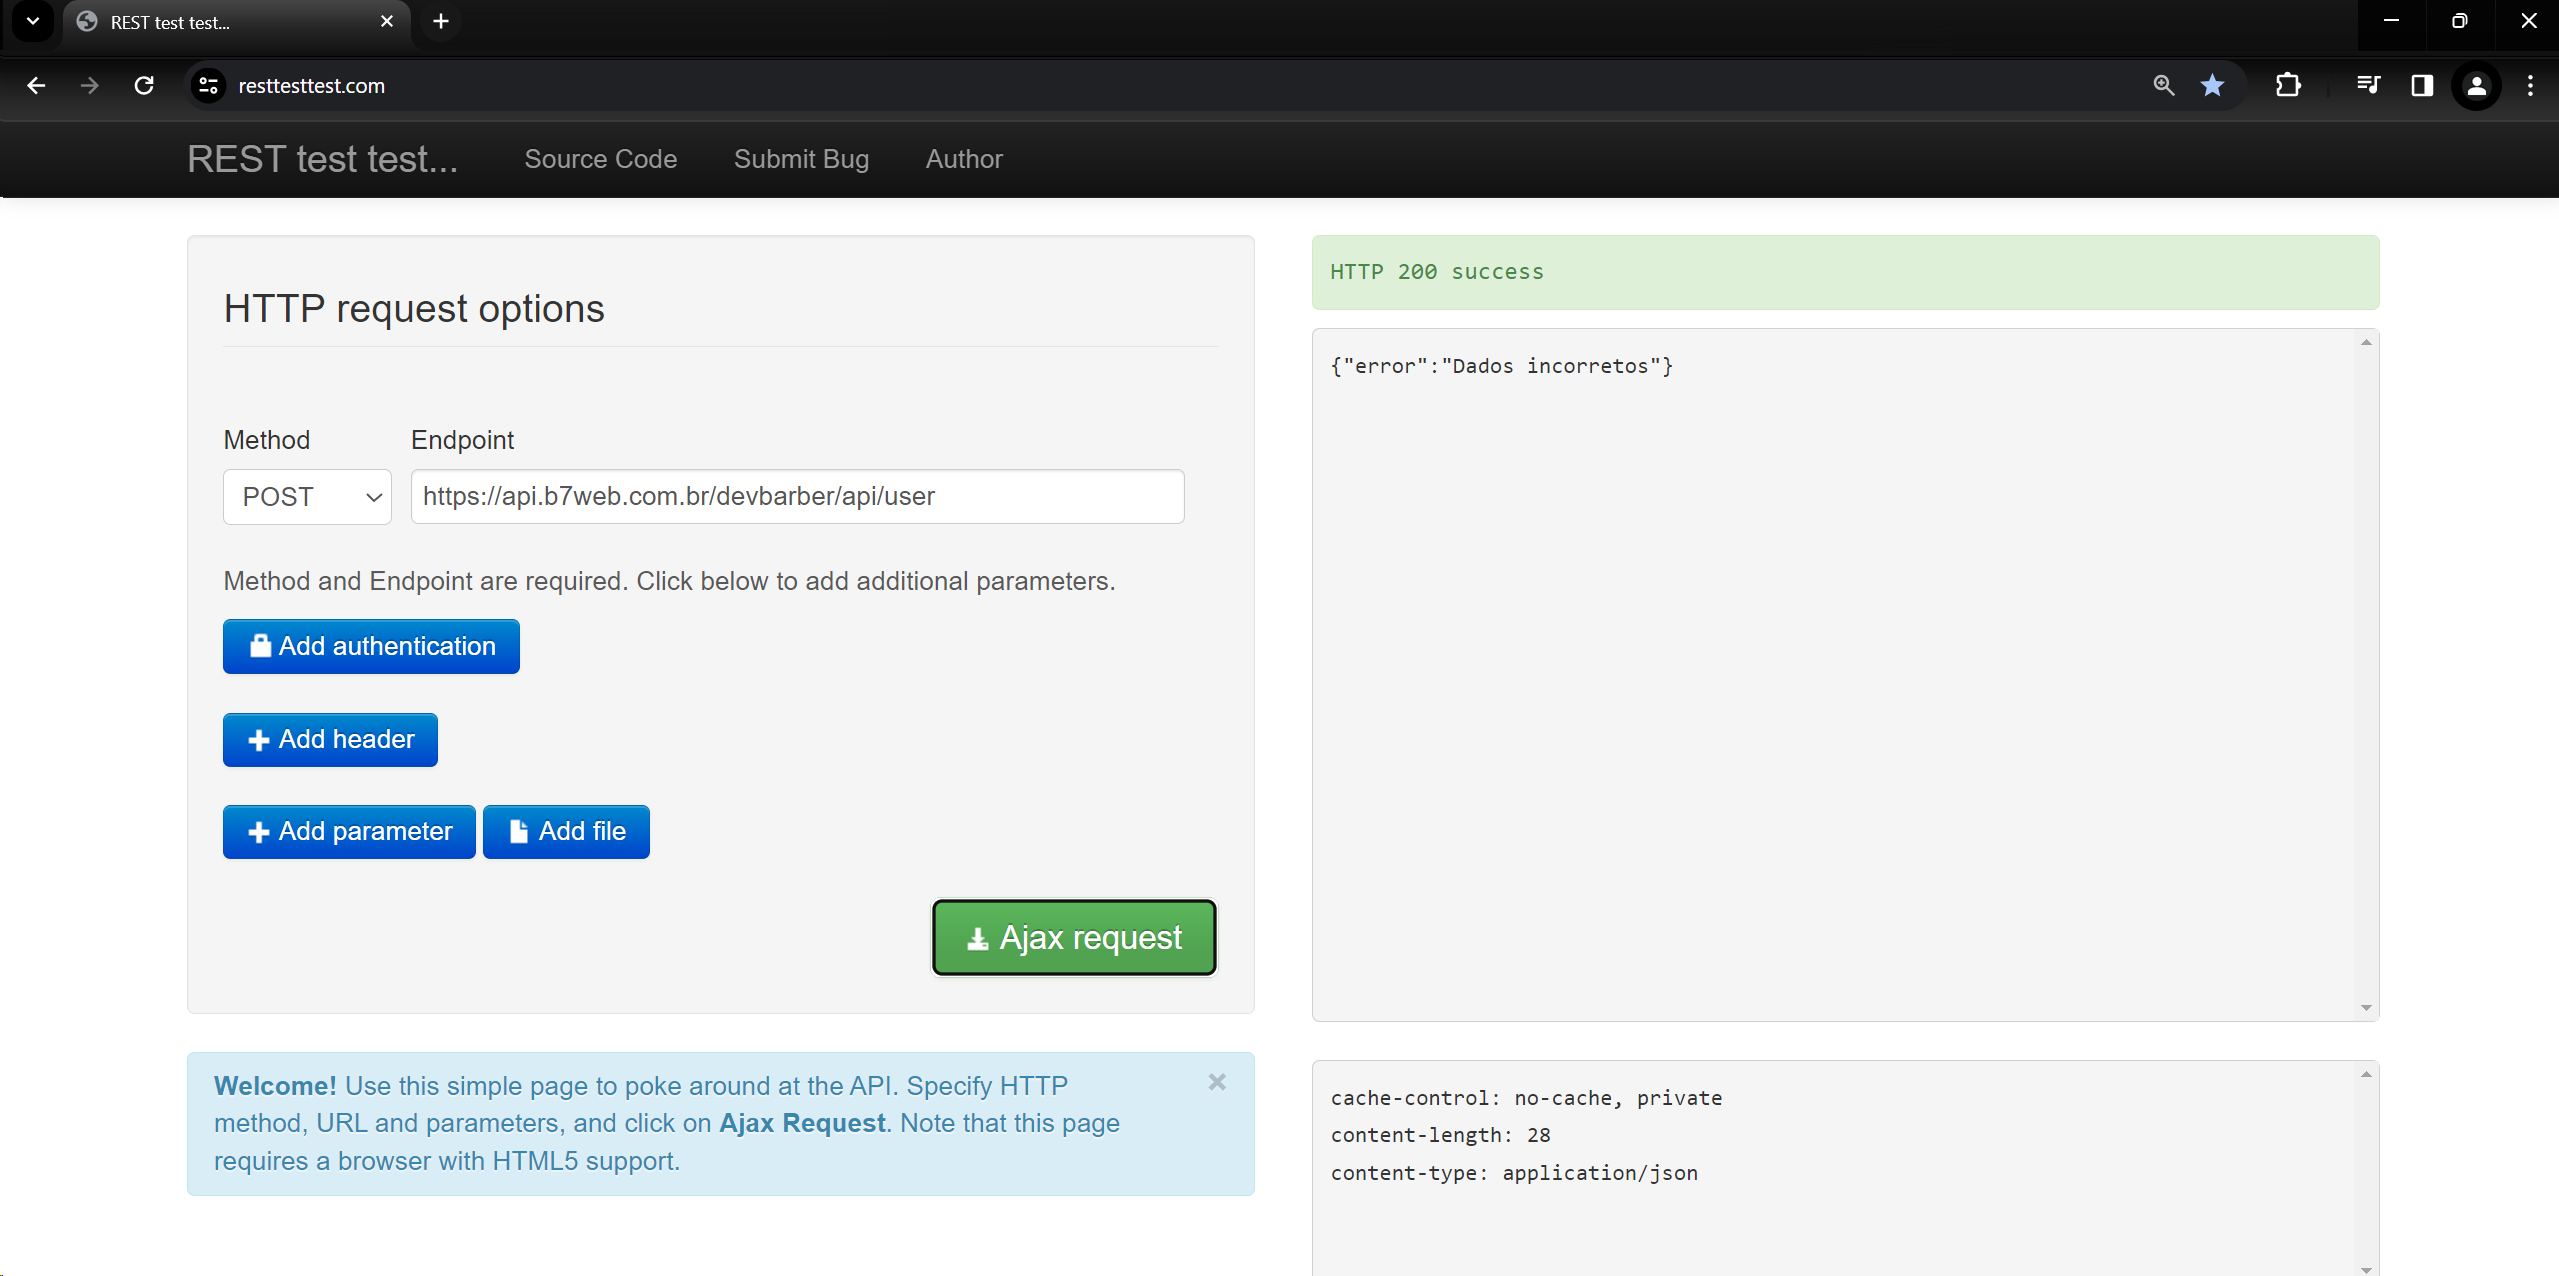 REST test test...
resttesttest.com
REST test test...
Source Code
Submit Bug
Author
HTTP request options
Method
Endpoint
POST
https://api.b7web.com.br/devbarber/api/user
Method and Endpoint are required. Click below to add additional parameters.
Add authentication
Add header
Add parameter
Add file
Ajax request
Welcome! Use this simple page to poke around at the API. Specify HTTP
method, URL and parameters, and click on Ajax Request. Note that this page
requires a browser with HTML5 support.
HTTP 200 success
{"error":"Dados incorretos"}
cache-control: no-cache, private
content-length: 28
content-type: application/json